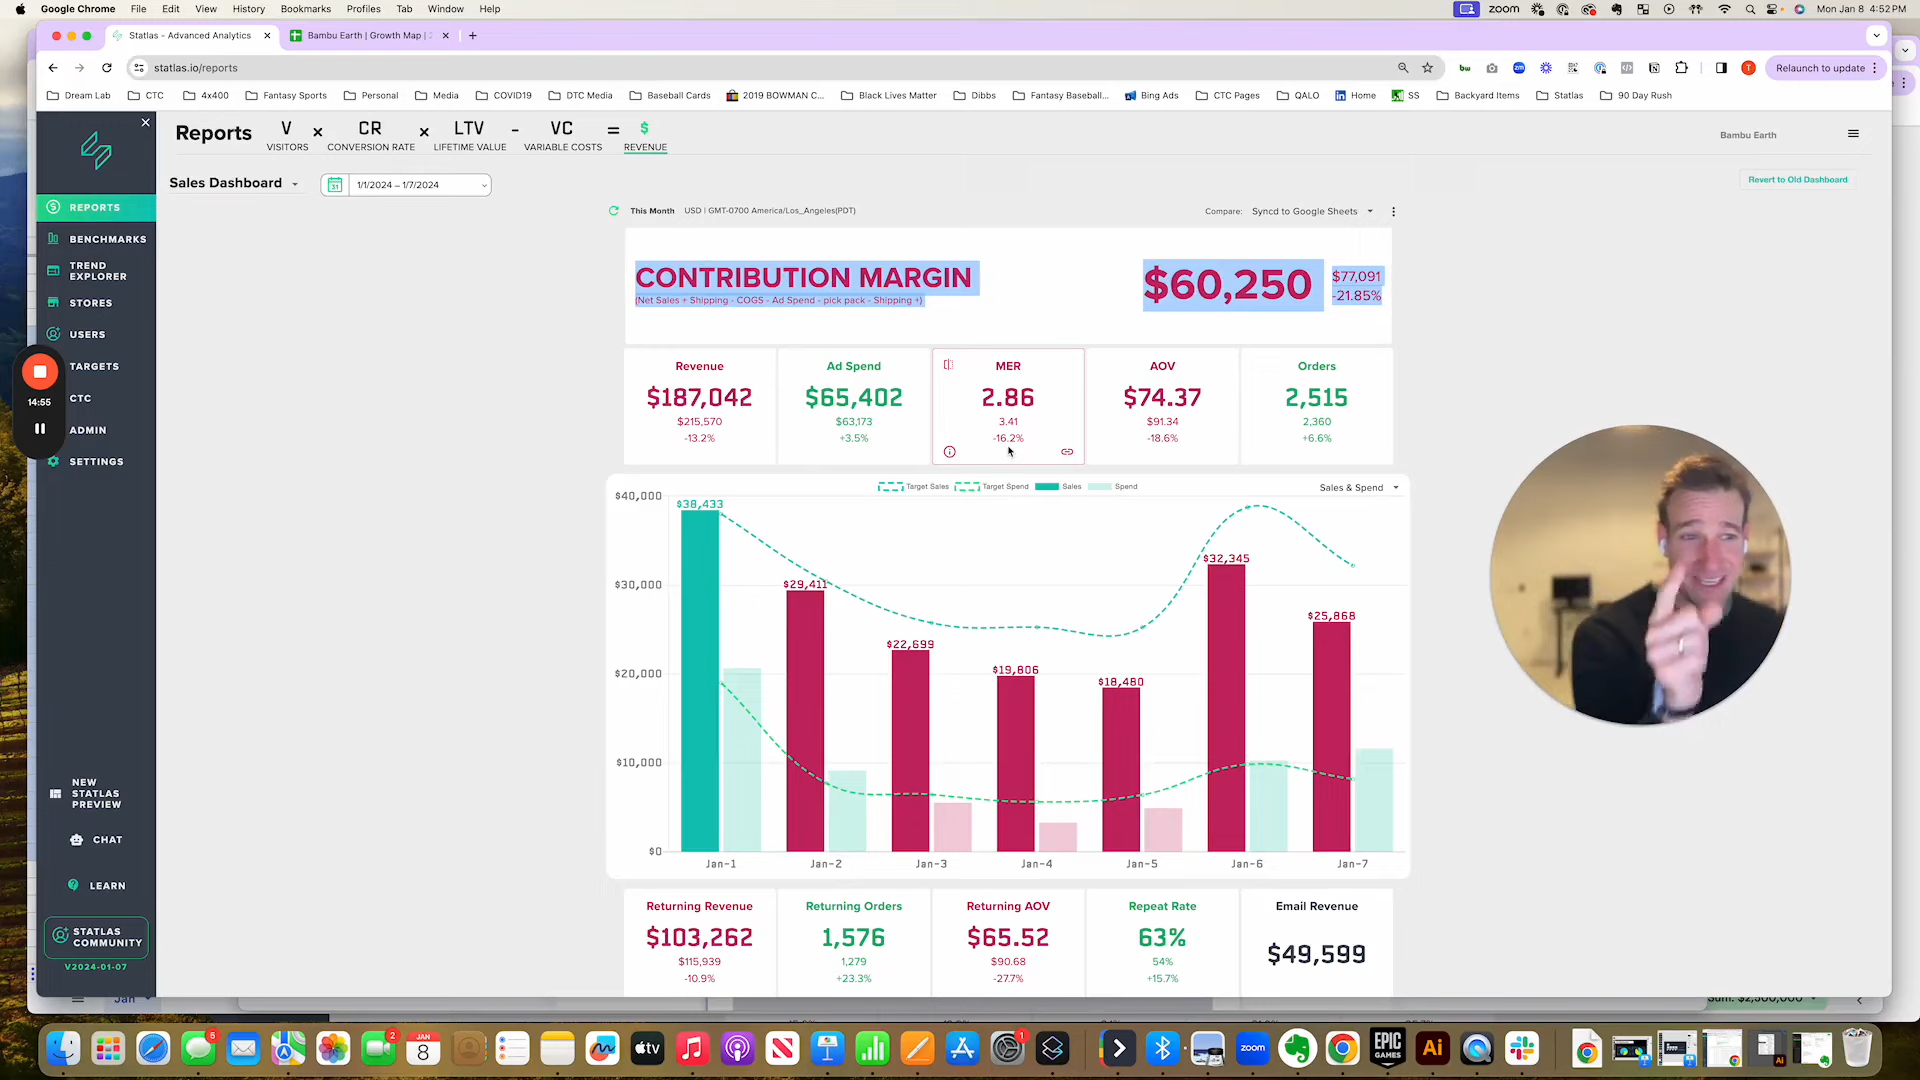 Google Chrome File Edit View History Bookmarks Profiles Tab Window Help
zoom
Mon Jan 8 4:52 PM
Statlas - Advanced Analytics
Bambu Earth | Growth Map |
statlas.io/reports
Relaunch to update
Dream Lab CTC 4x400 Fantasy Sports Personal Media COVID19 DTC Media Baseball Cards 2019 BOWMAN C... Black Lives Matter Dibbs Fantasy Baseball... Bing Ads CTC Pages QALO Home SS Backyard Items Statlas 90 Day Rush
Reports
V × CR × LTV - VC = $
VISITORS CONVERSION RATE LIFETIME VALUE VARIABLE COSTS REVENUE
Bambu Earth
Sales Dashboard
31
1/1/2024 – 1/7/2024
Revert to Old Dashboard
REPORTS
BENCHMARKS
TREND
EXPLORER
STORES
USERS
TARGETS
CTC
ADMIN
SETTINGS
14:55
NEW
STATLAS
PREVIEW
CHAT
LEARN
STATLAS
COMMUNITY
V2024-01-07
This Month USD | GMT-0700 America/Los_Angeles(PDT)
Compare: Syncd to Google Sheets
CONTRIBUTION MARGIN
(Net Sales + Shipping - COGS - Ad Spend - pick pack - Shipping +)
$60,250
$77,091
-21.85%
Revenue
$187,042
$215,570
-13.2%
Ad Spend
$65,402
$63,173
+3.5%
MER
2.86
3.41
-16.2%
AOV
$74.37
$91.34
-18.6%
Orders
2,515
2,360
+6.6%
Target Sales Target Spend Sales Spend
Sales & Spend
$40,000
$30,000
$20,000
$10,000
$0
$38,433
$29,411
$22,699
$19,806
$18,480
$32,345
$25,868
Jan-1 Jan-2 Jan-3 Jan-4 Jan-5 Jan-6 Jan-7
Returning Revenue
$103,262
$115,939
-10.9%
Returning Orders
1,576
1,279
+23.3%
Returning AOV
$65.52
$90.68
-27.7%
Repeat Rate
63%
54%
+15.7%
Email Revenue
$49,599
Jan
5
JAN
8
2
tv
1
zoom
EPIC
GAMES
Ai